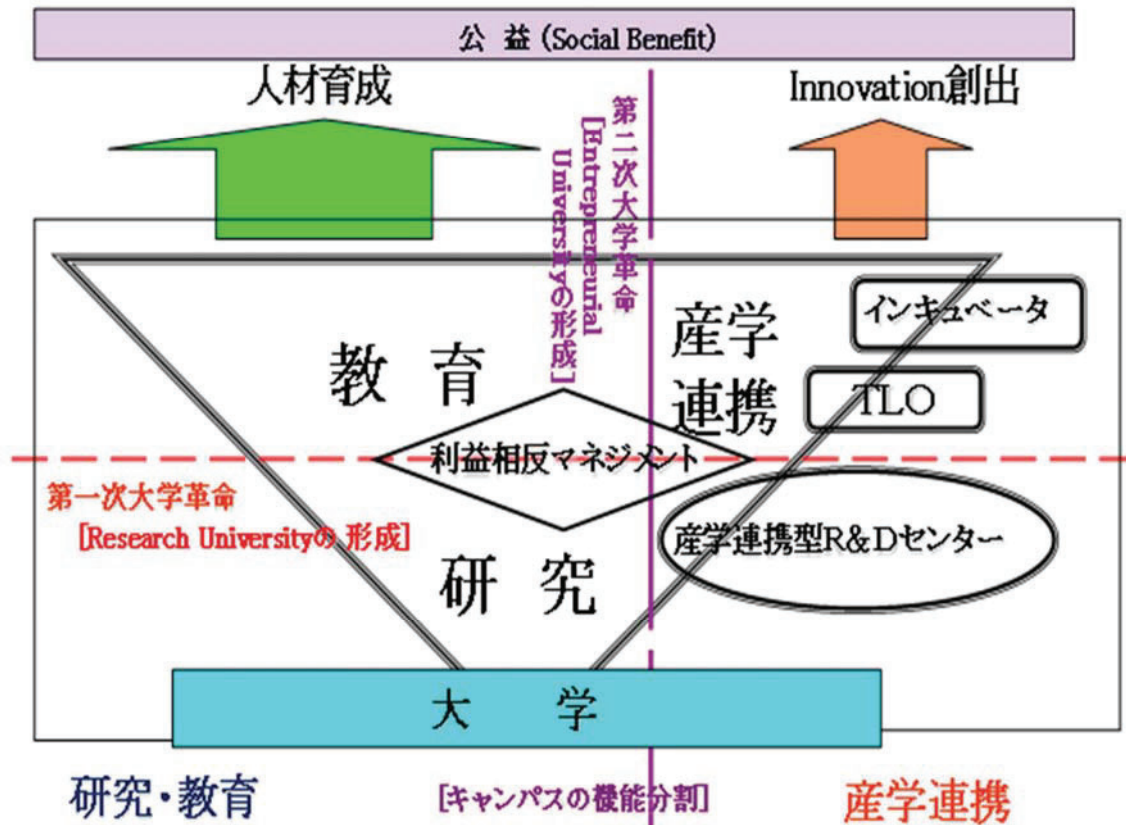 公 益 (Social Benefit)
人材育成
Innovation創出
第二次大学革命
[Entrepreneurial
Universityの形成]
教 育
産学
連携
インキュベータ
TLO
利益相反マネジメント
第一次大学革命
[Research Universityの 形成]
産学連携型R&Dセンター
研 究
大 学
研究・教育
[キャンパスの機能分割]
産学連携